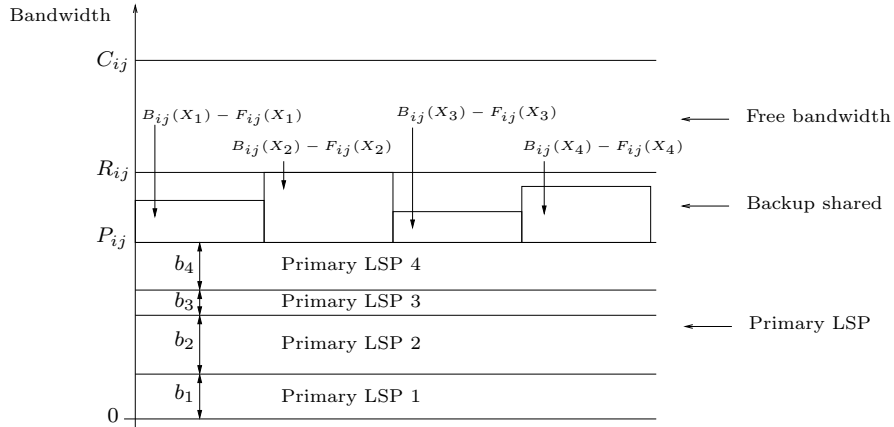 Bandwidth
C_{ij}
B_{ij}(X_1) − F_{ij}(X_1)
B_{ij}(X_3) − F_{ij}(X_3)
Free bandwidth
B_{ij}(X_2) − F_{ij}(X_2)
B_{ij}(X_4) − F_{ij}(X_4)
R_{ij}
Backup shared
P_{ij}
b_4 Primary LSP 4
b_3 Primary LSP 3
Primary LSP
b_2 Primary LSP 2
b_1 Primary LSP 1
0